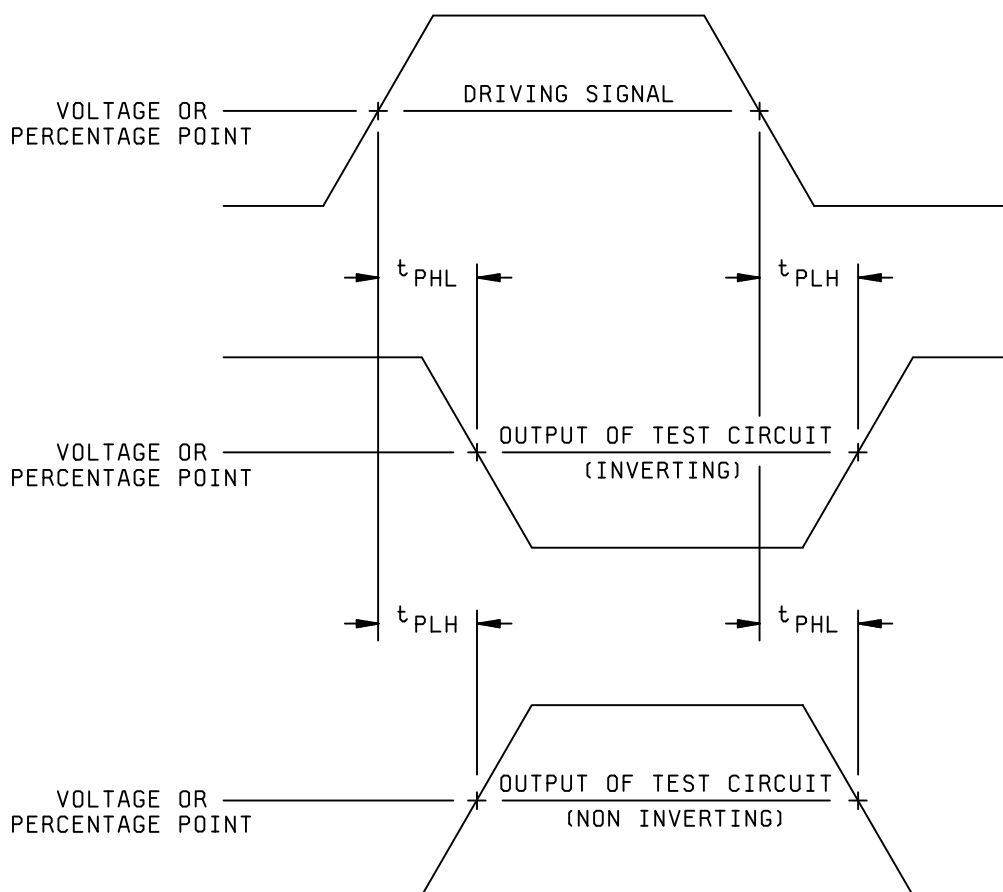 DRIVING SIGNAL
VOLTAGE OR
PERCENTAGE POINT
tPHL
tPLH
OUTPUT OF TEST CIRCUIT
(INVERTING)
VOLTAGE OR
PERCENTAGE POINT
tPLH
tPHL
OUTPUT OF TEST CIRCUIT
(NON INVERTING)
VOLTAGE OR
PERCENTAGE POINT